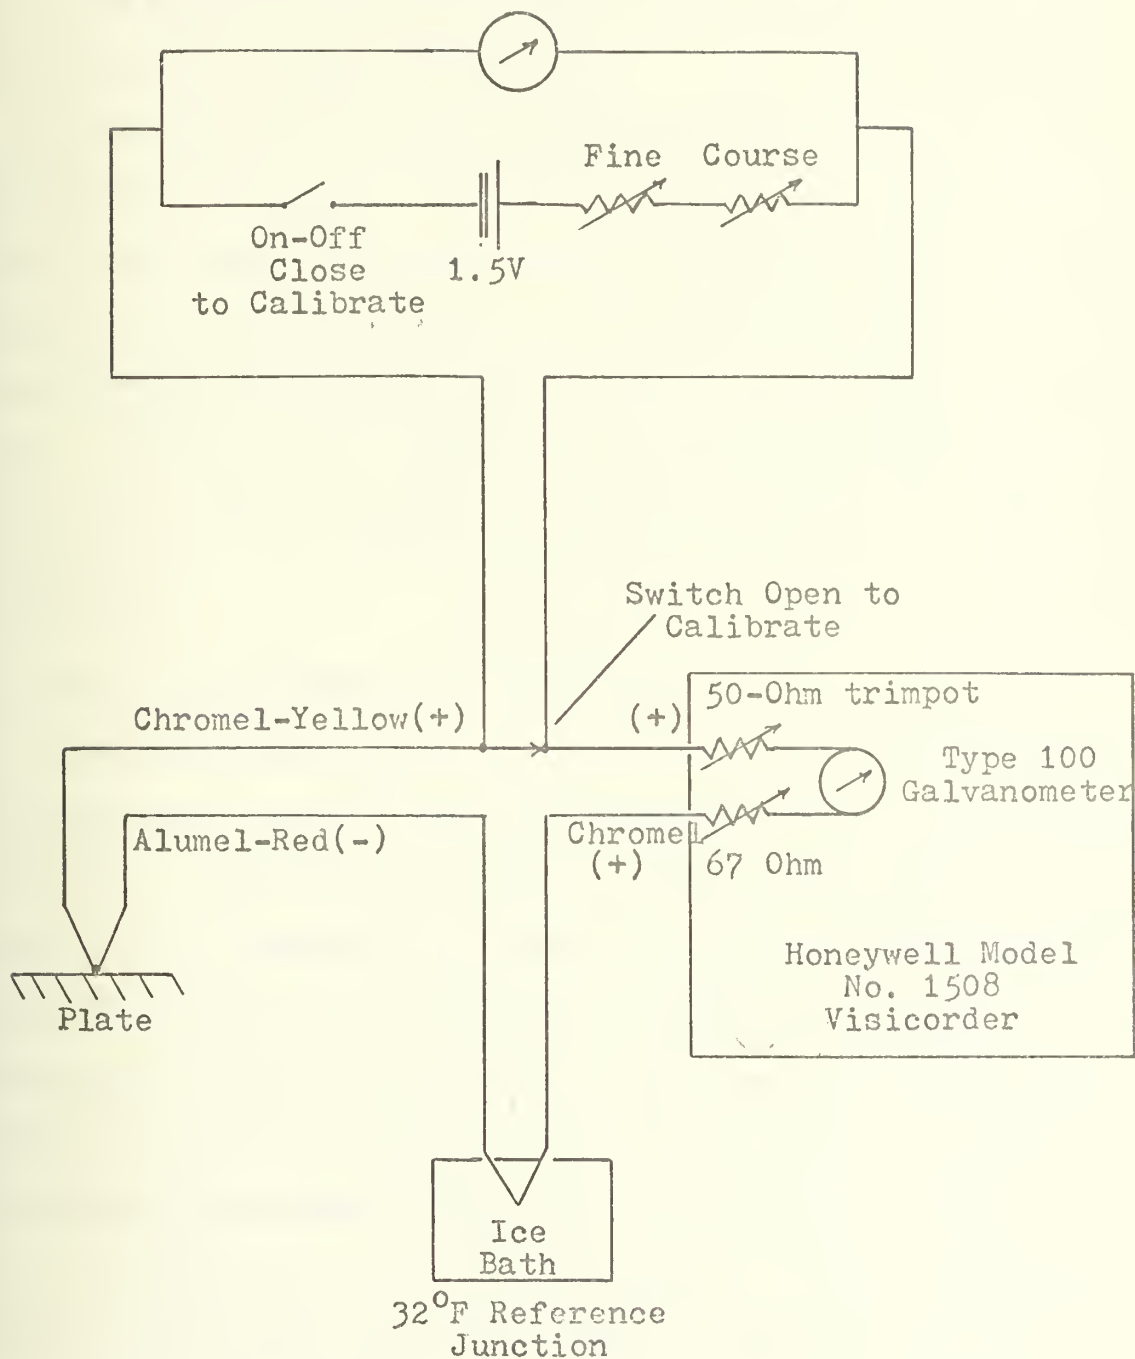 Fine Course
On-Off
Close
to Calibrate
1.5V
Switch Open to
Calibrate
Chromel-Yellow(+)
(+)
50-Ohm trimpot
Type 100
Galvanometer
Alumel-Red(-)
Chromel
(+)
67 Ohm
Honeywell Model
No. 1508
Visicorder
Plate
Ice
Bath
32°F Reference
Junction